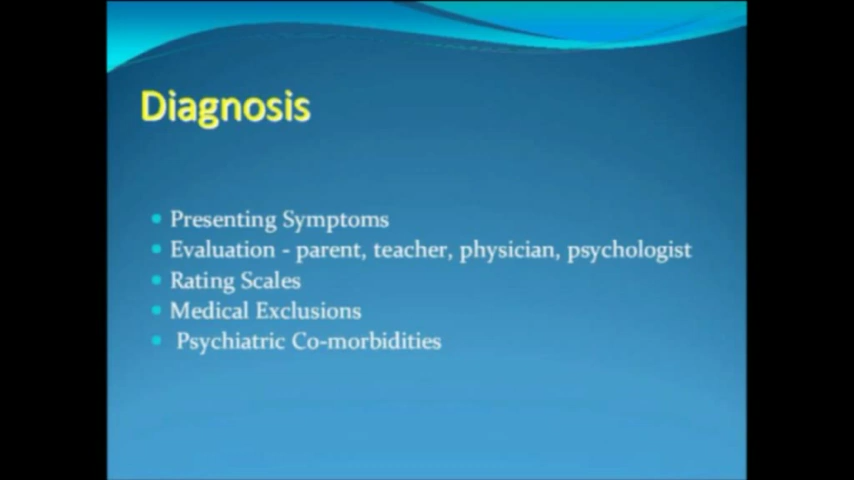 Diagnosis
• Presenting Symptoms
• Evaluation - parent, teacher, physician, psychologist
• Rating Scales
• Medical Exclusions
• Psychiatric Co-morbidities